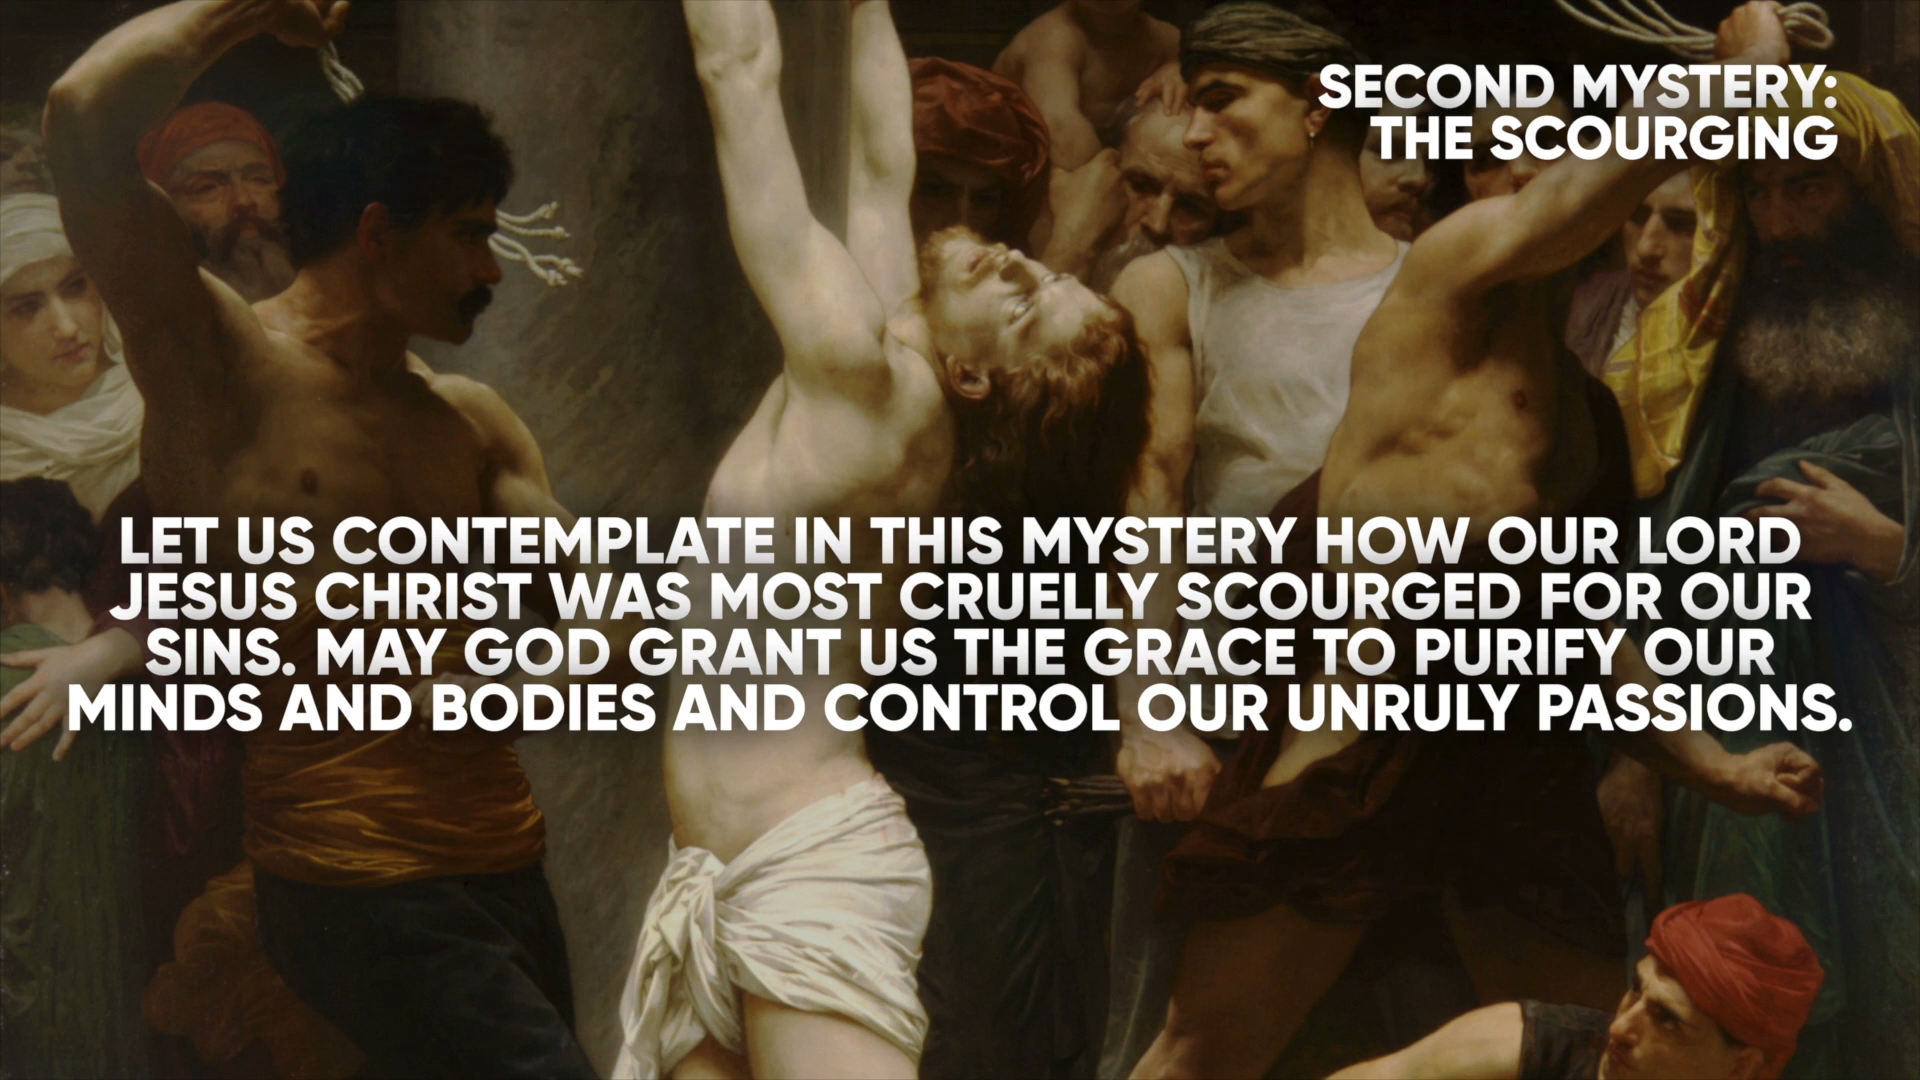 SECOND MYSTERY:
THE SCOURGING
LET US CONTEMPLATE IN THIS MYSTERY HOW OUR LORD
JESUS CHRIST WAS MOST CRUELLY SCOURGED FOR OUR
SINS. MAY GOD GRANT US THE GRACE TO PURIFY OUR
MINDS AND BODIES AND CONTROL OUR UNRULY PASSIONS.